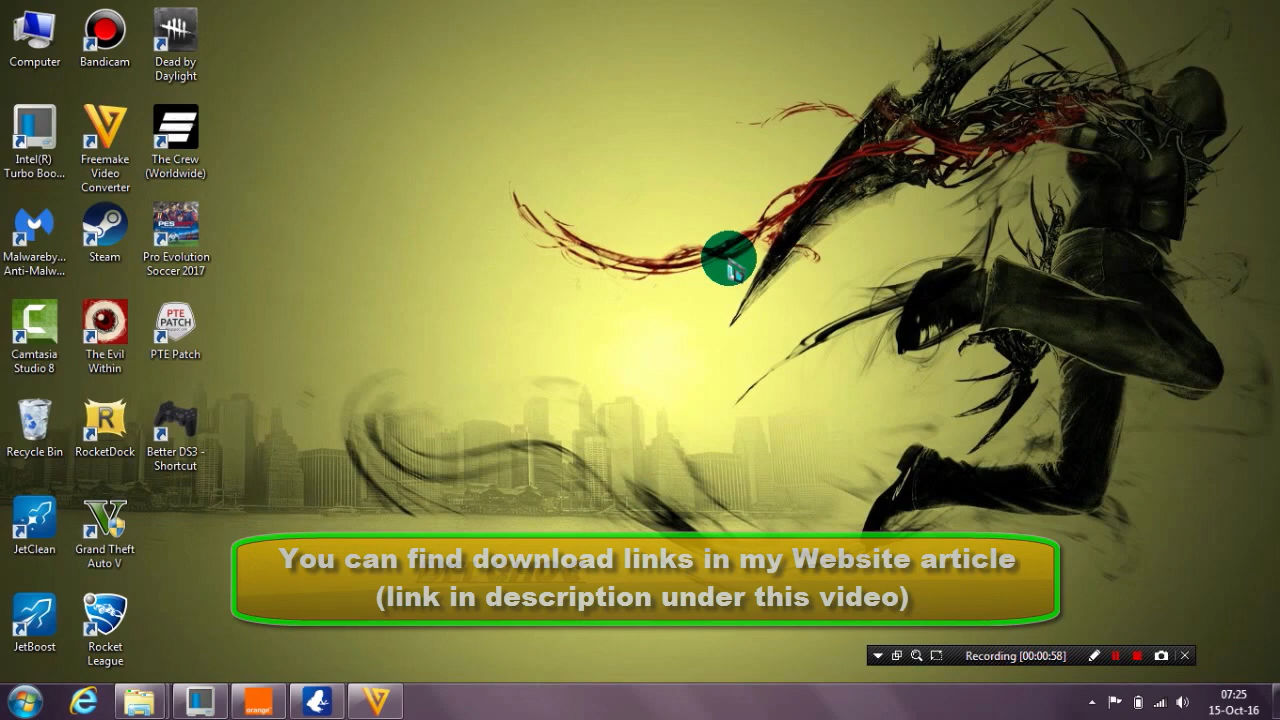 Computer
Bandicam
Dead by
Daylight
Intel(R)
Turbo Boo...
Freemake
Video
Converter
The Crew
(Worldwide)
Malwareby...
Anti-Malw...
Steam
PES
Pro Evolution
Soccer 2017
Camtasia
Studio 8
The Evil
Within
PTE
PATCH
PTE Patch
Recycle Bin
R
RocketDock
Better DS3 -
Shortcut
JetClean
V
Grand Theft
Auto V
JetBoost
Rocket
League
You can find download links in my Website article
(link in description under this video)
Recording [00:00:58]
orange
07:25
15-Oct-16